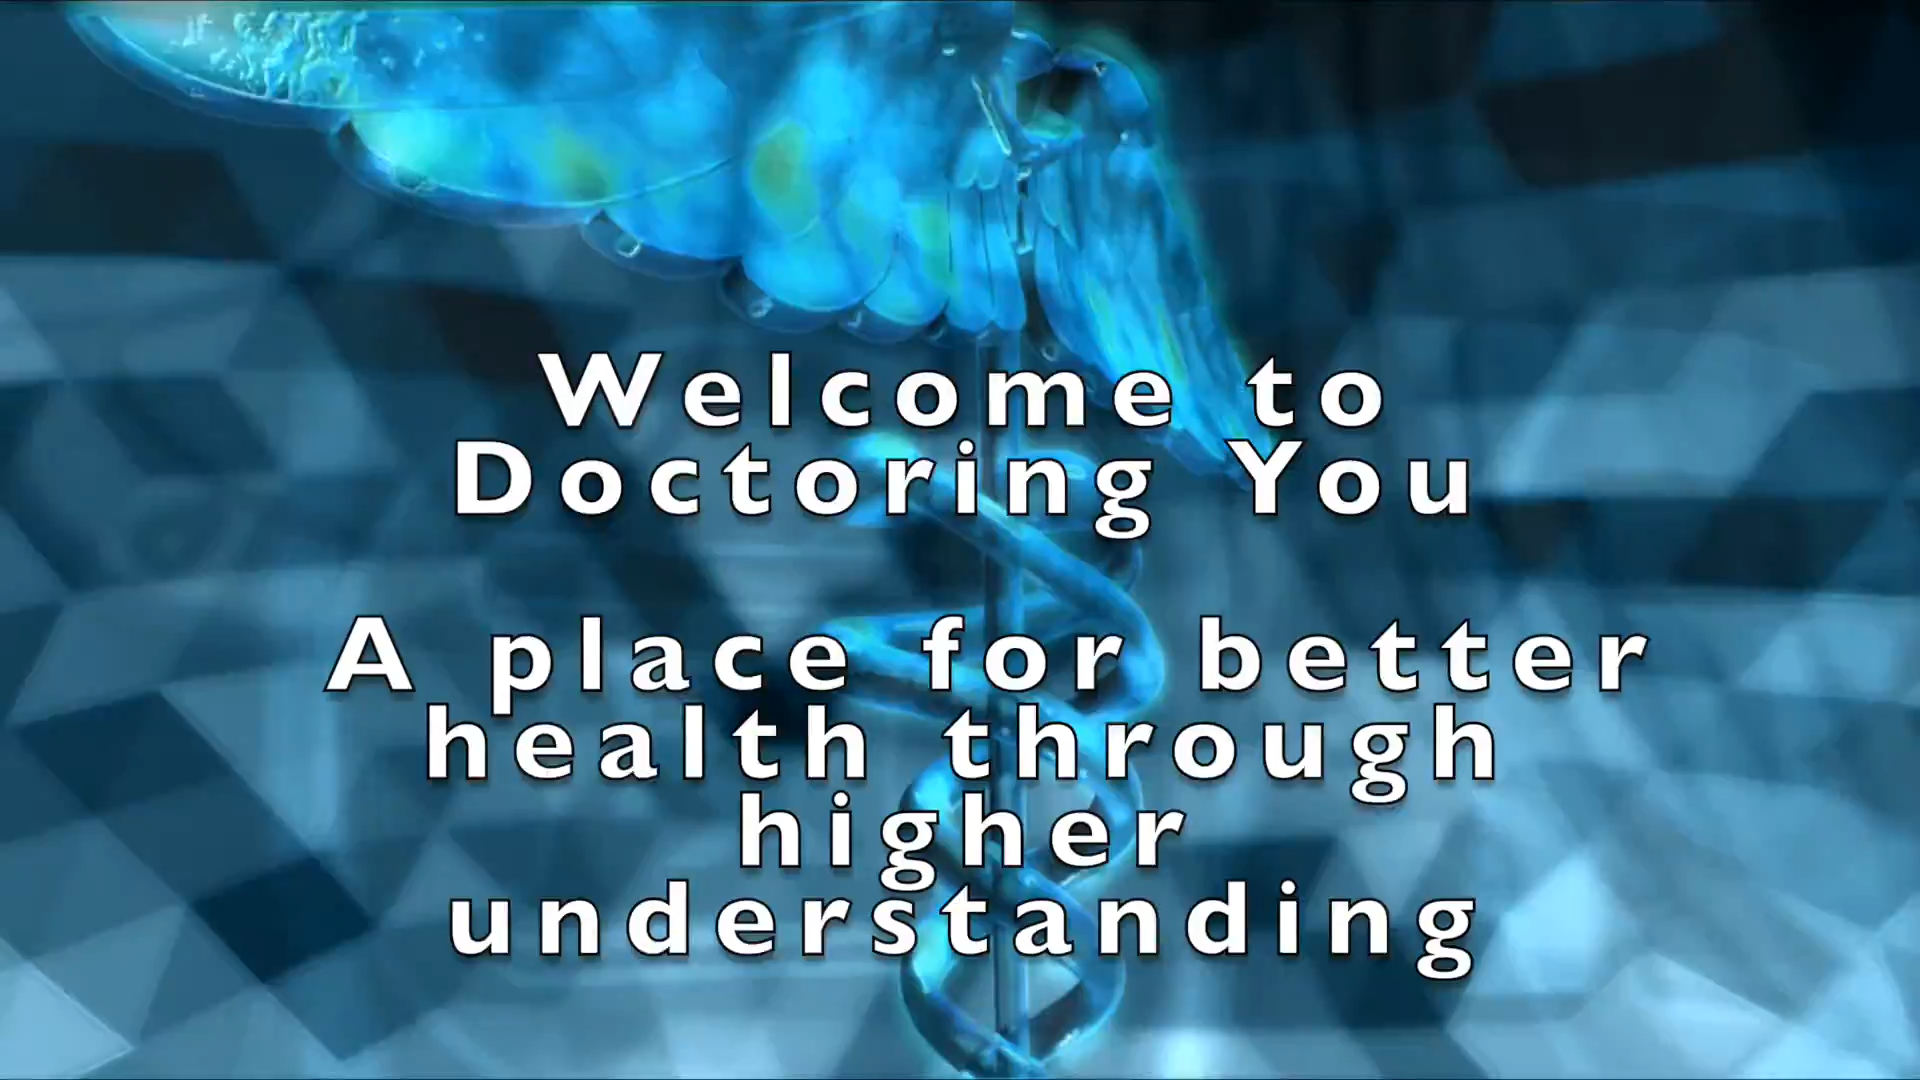 Welcome to
Doctoring You
A place for better
health through
higher
understanding